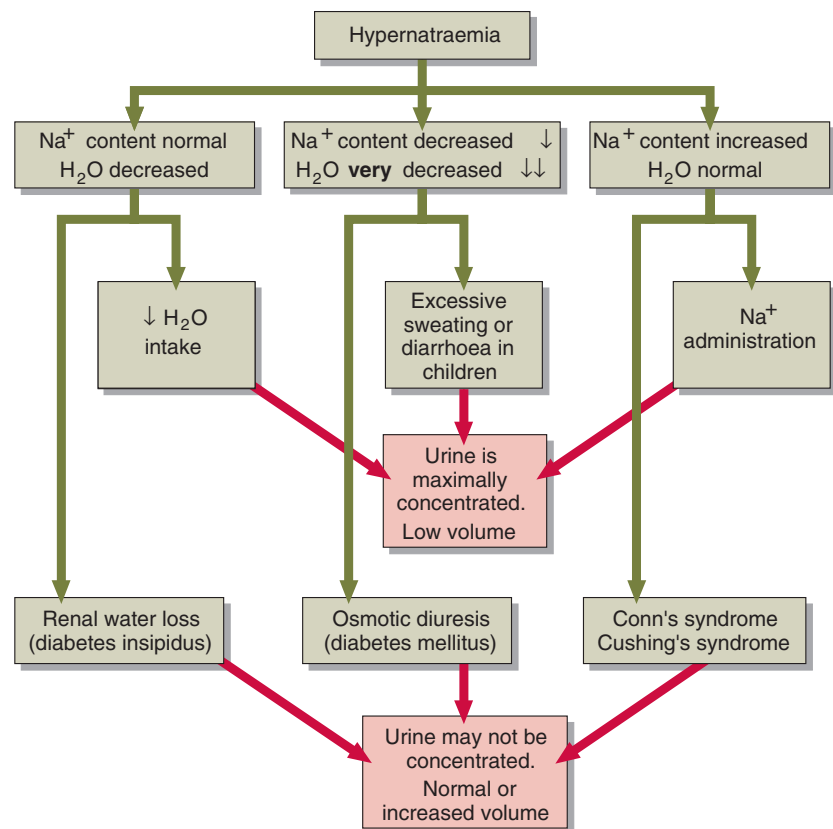 Hypernatraemia
Na+ content normal
H2O decreased
Na+ content decreased ↓
H2O very decreased ↓↓
Na+ content increased
H2O normal
↓ H2O
intake
Excessive
sweating or
diarrhoea in
children
Na+
administration
Urine is
maximally
concentrated.
Low volume
Renal water loss
(diabetes insipidus)
Osmotic diuresis
(diabetes mellitus)
Conn's syndrome
Cushing's syndrome
Urine may not be
concentrated.
Normal or
increased volume